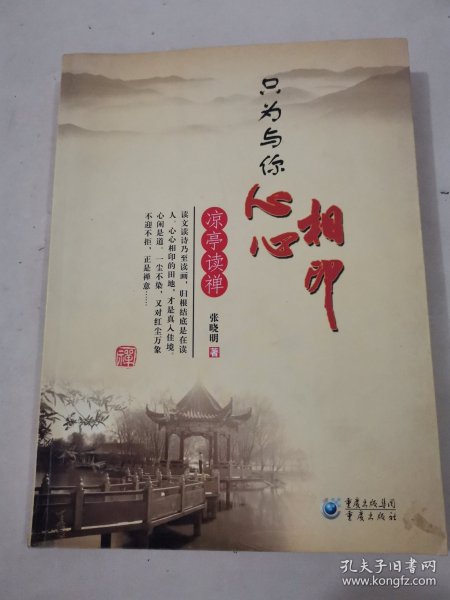 只为与你
心心
相印
凉亭读禅
张晓明 著
读文读诗乃至读画，归根结底是在读
人。心心相印的田地，才是真入佳境。
心闲是道。一尘不染，又对红尘万象
不迎不拒，正是禅意……
禅
重庆出版集团
重庆出版社
孔夫子旧书网
www.kongfz.com